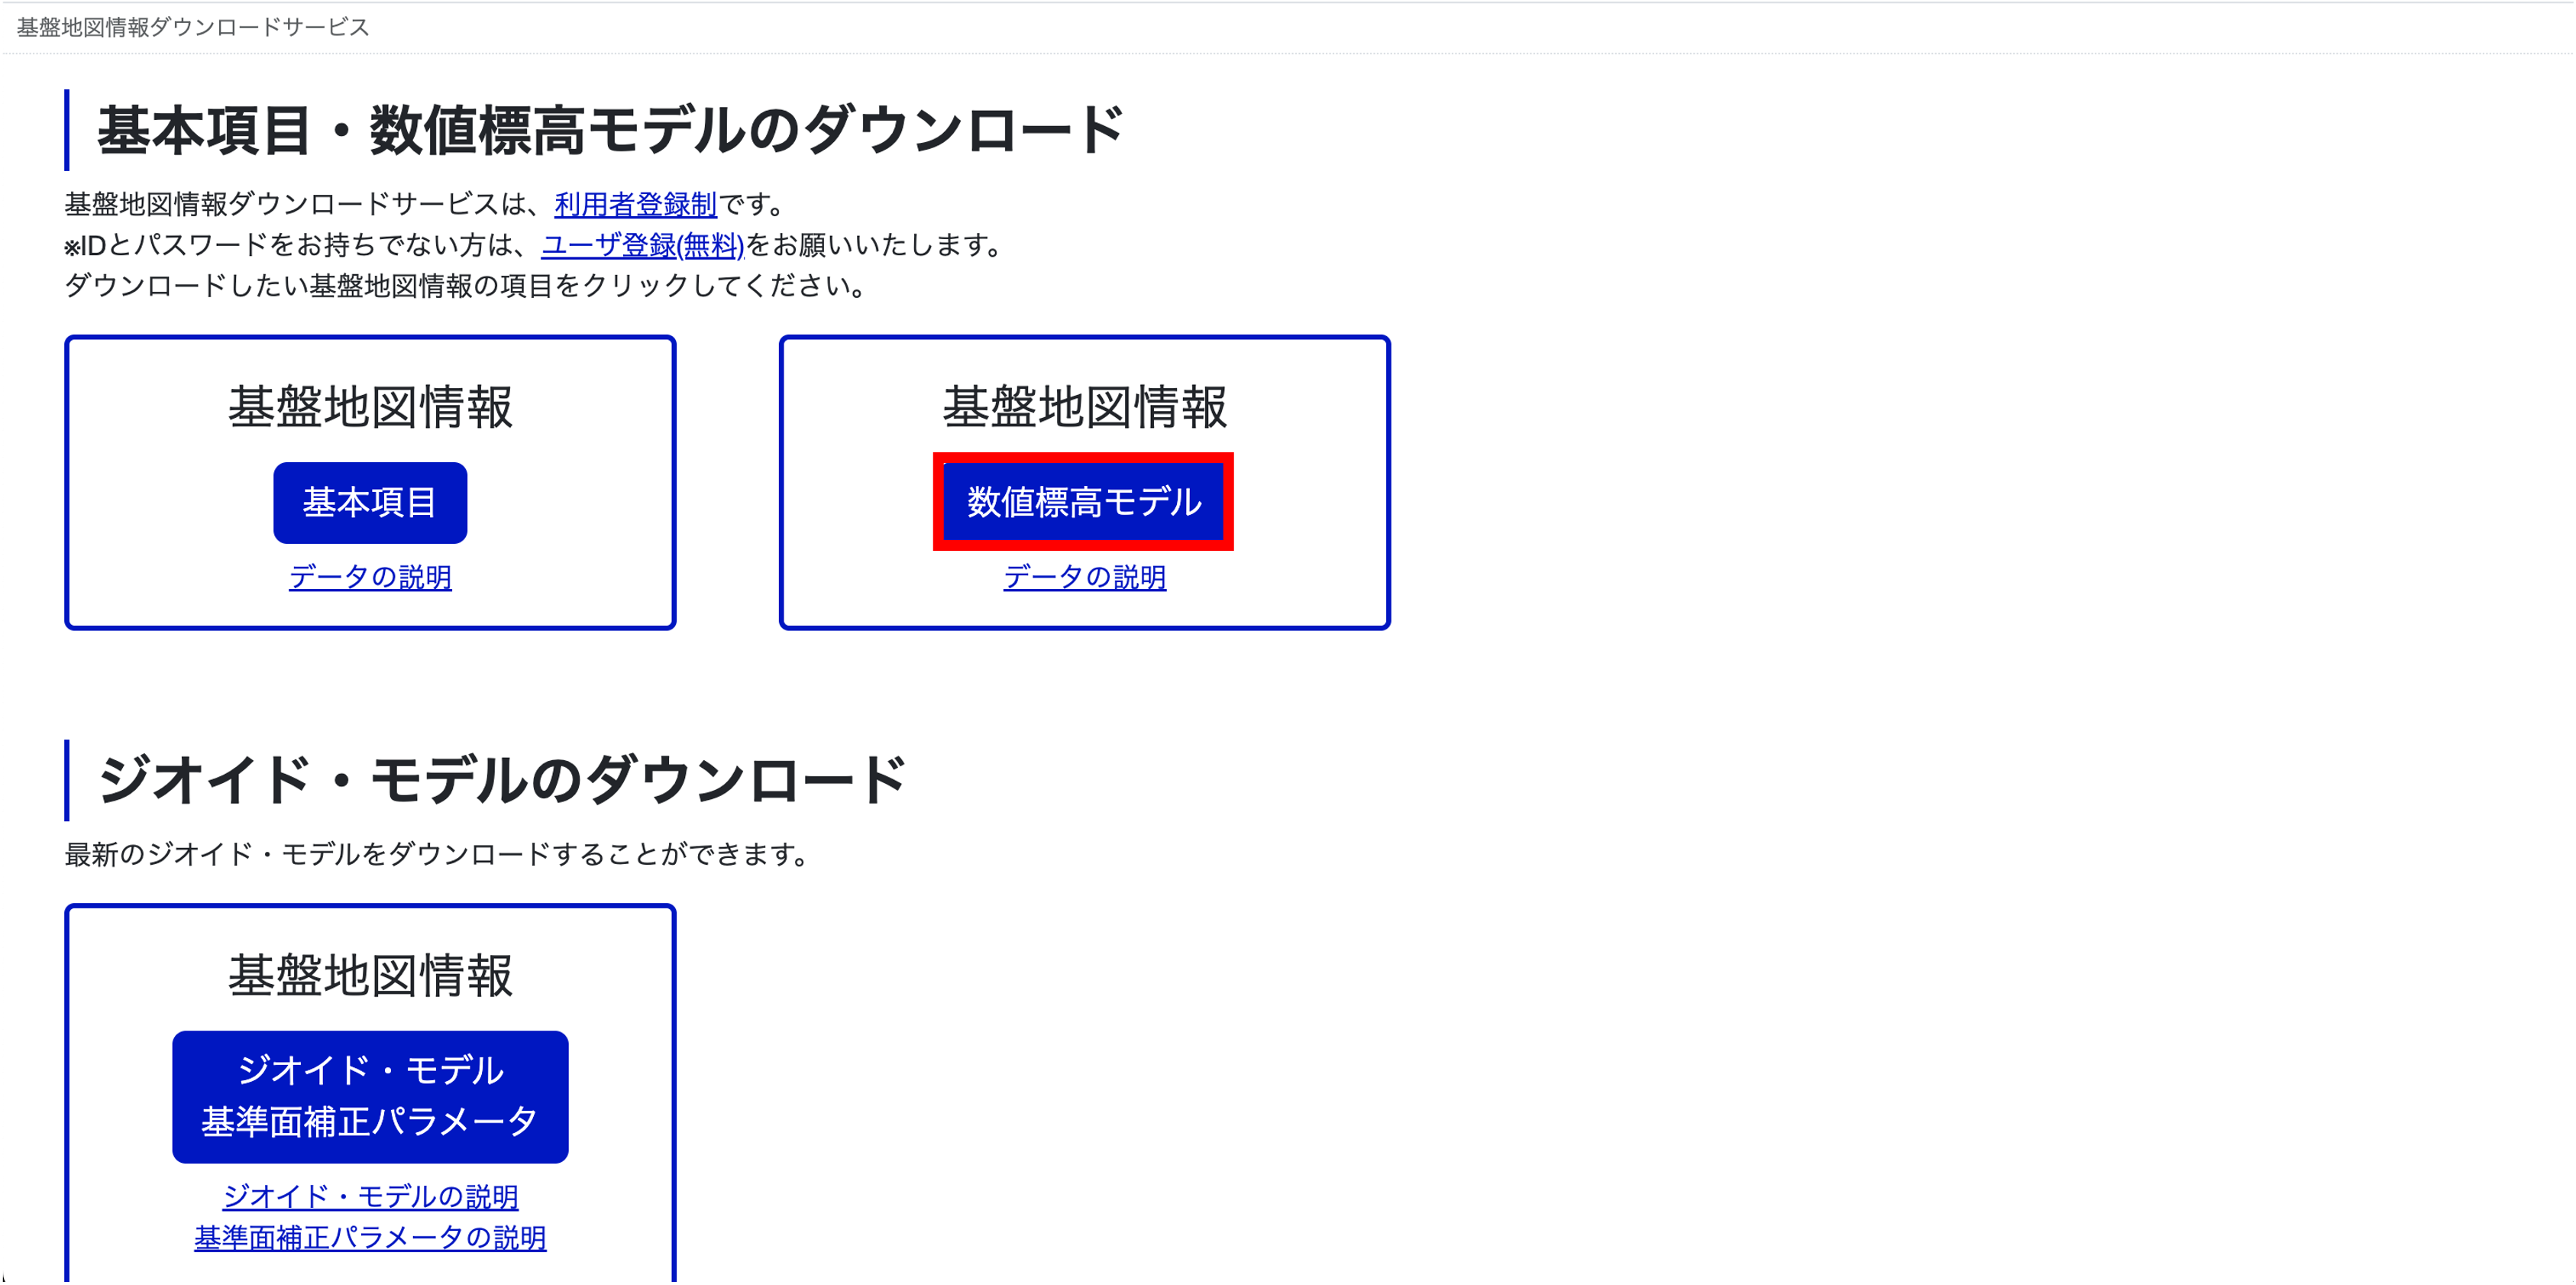 基盤地図情報ダウンロードサービス
基本項目・数値標高モデルのダウンロード
基盤地図情報ダウンロードサービスは、利用者登録制です。
※IDとパスワードをお持ちでない方は、ユーザ登録(無料)をお願いいたします。
ダウンロードしたい基盤地図情報の項目をクリックしてください。
基盤地図情報
基本項目
データの説明
基盤地図情報
数値標高モデル
データの説明
ジオイド・モデルのダウンロード
最新のジオイド・モデルをダウンロードすることができます。
基盤地図情報
ジオイド・モデル
基準面補正パラメータ
ジオイド・モデルの説明
基準面補正パラメータの説明